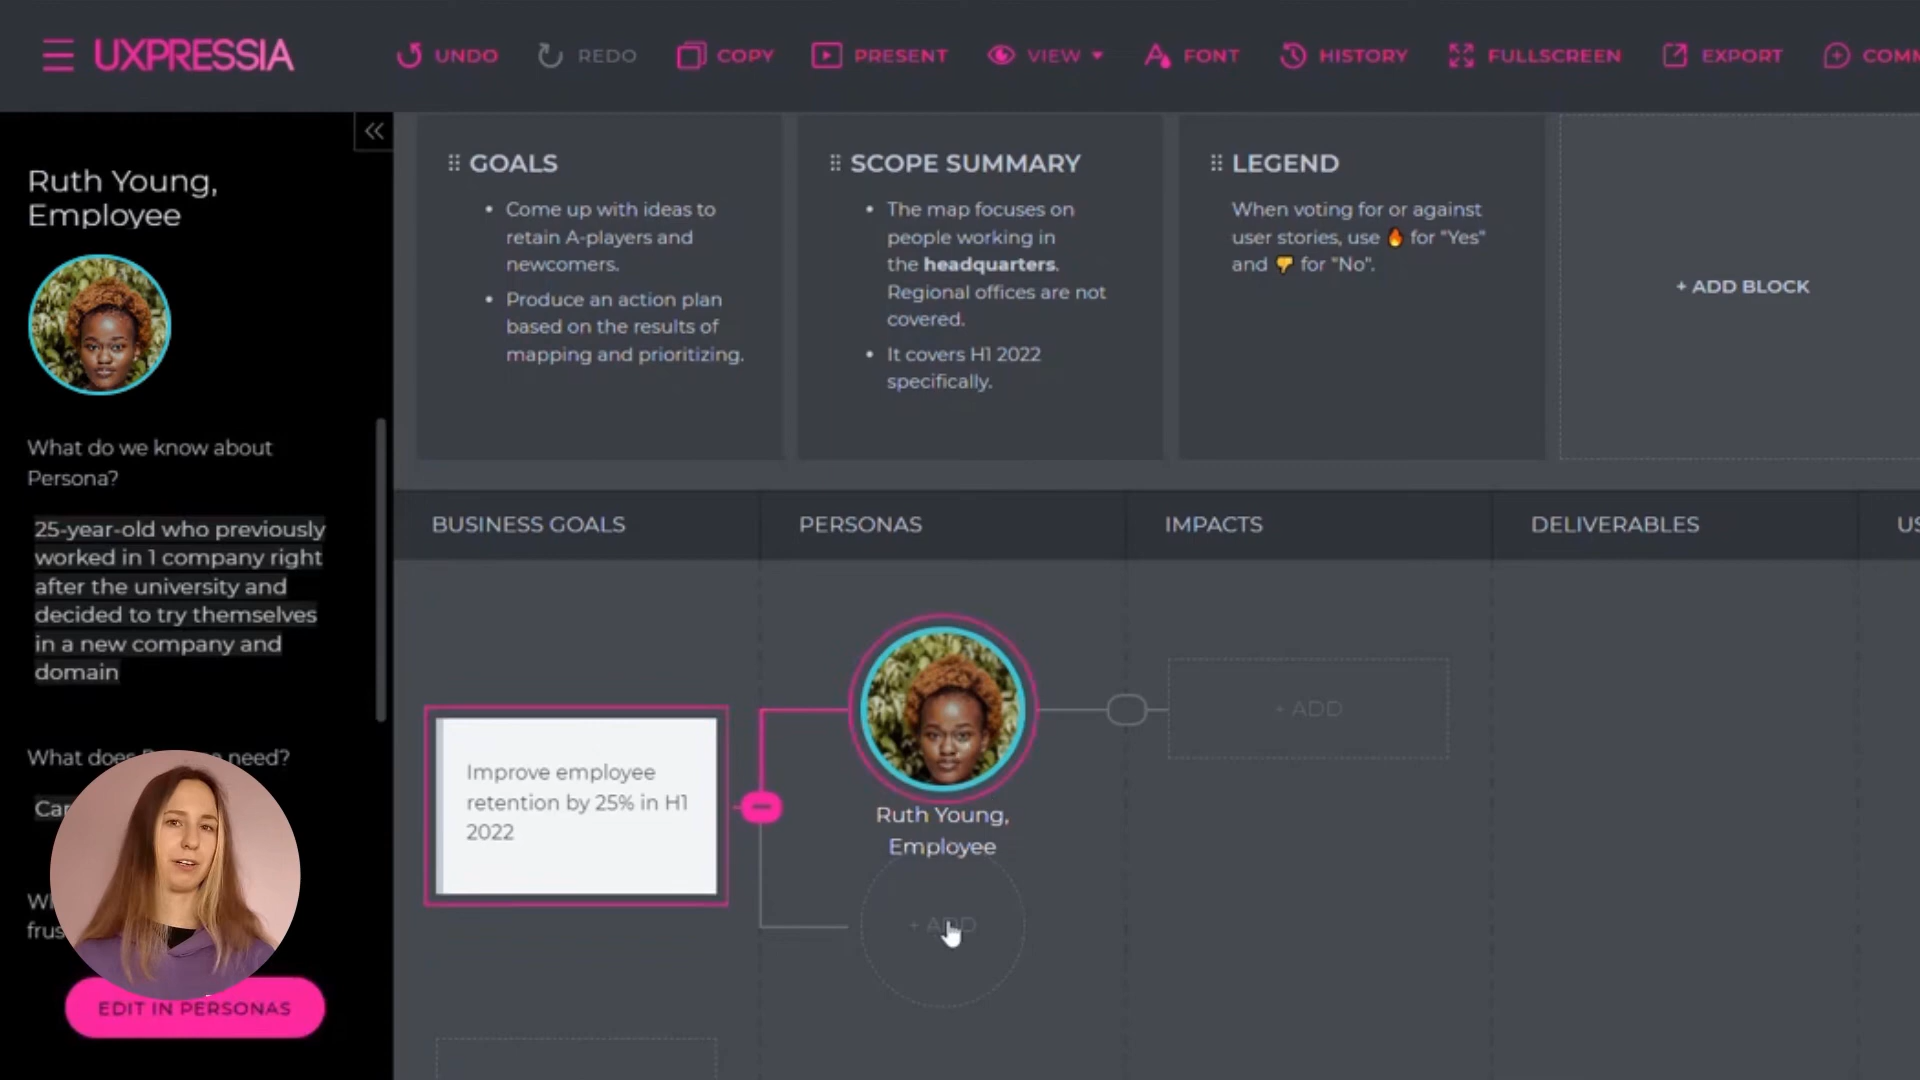 UXPRESSIA
UNDO
REDO
COPY
PRESENT
VIEW
FONT
HISTORY
FULLSCREEN
EXPORT
Ruth Young,
Employee
What do we know about
Persona?
25-year-old who previously
worked in 1 company right
after the university and
decided to try themselves
in a new company and
domain
What does need?
EDIT IN PERSONAS
GOALS
• Come up with ideas to
retain A-players and
newcomers.
• Produce an action plan
based on the results of
mapping and prioritizing.
SCOPE SUMMARY
• The map focuses on
people working in
the headquarters.
Regional offices are not
covered.
• It covers H1 2022
specifically.
LEGEND
When voting for or against
user stories, use 🔥 for "Yes"
and 👎 for "No".
+ ADD BLOCK
BUSINESS GOALS
PERSONAS
IMPACTS
DELIVERABLES
Improve employee
retention by 25% in H1
2022
Ruth Young,
Employee
+ ADD
+ ADD